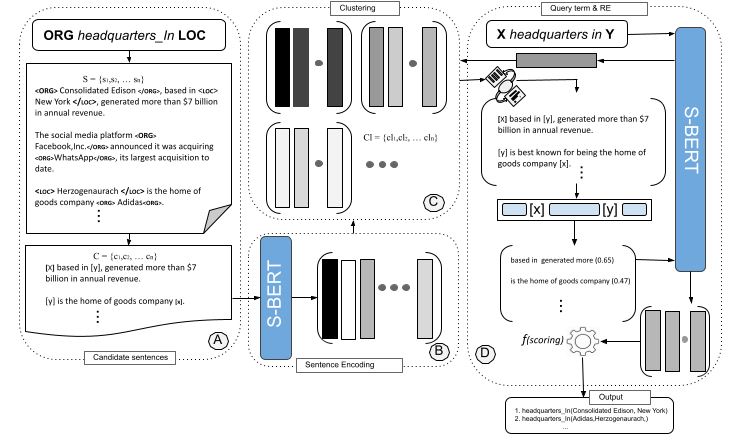 ORG headquarters_In LOC
S = {s1,s2, … sn}
<ORG> Consolidated Edison </ORG>, based in <LOC>
New York </LOC>, generated more than $7 billion
in annual revenue.
The social media platform <ORG>
Facebook,Inc.</ORG> announced it was acquiring
<ORG>WhatsApp</ORG>, its largest acquisition to
date.
<LOC> Herzogenaurach </LOC> is the home of
goods company <ORG> Adidas<ORG>.
C = {c1,c2, … cn}
[X] based in [y], generated more than $7
billion in annual revenue.
[y] is the home of goods company [x].
A
Candidate sentences
S-BERT
B
Sentence Encoding
Clustering
Cl = {cl1,cl2, … cln}
C
Query term & RE
X headquarters in Y
S-BERT
[X] based in [y], generated more than $7
billion in annual revenue.
[y] is best known for being the home of
goods company [x].
[x] [y]
based in generated more (0.65)
is the home of goods company (0.47)
f(scoring)
D
Output
1. headquarters_In(Consolidated Edison, New York)
2. headquarters_In(Adidas,Herzogenaurach,)
...